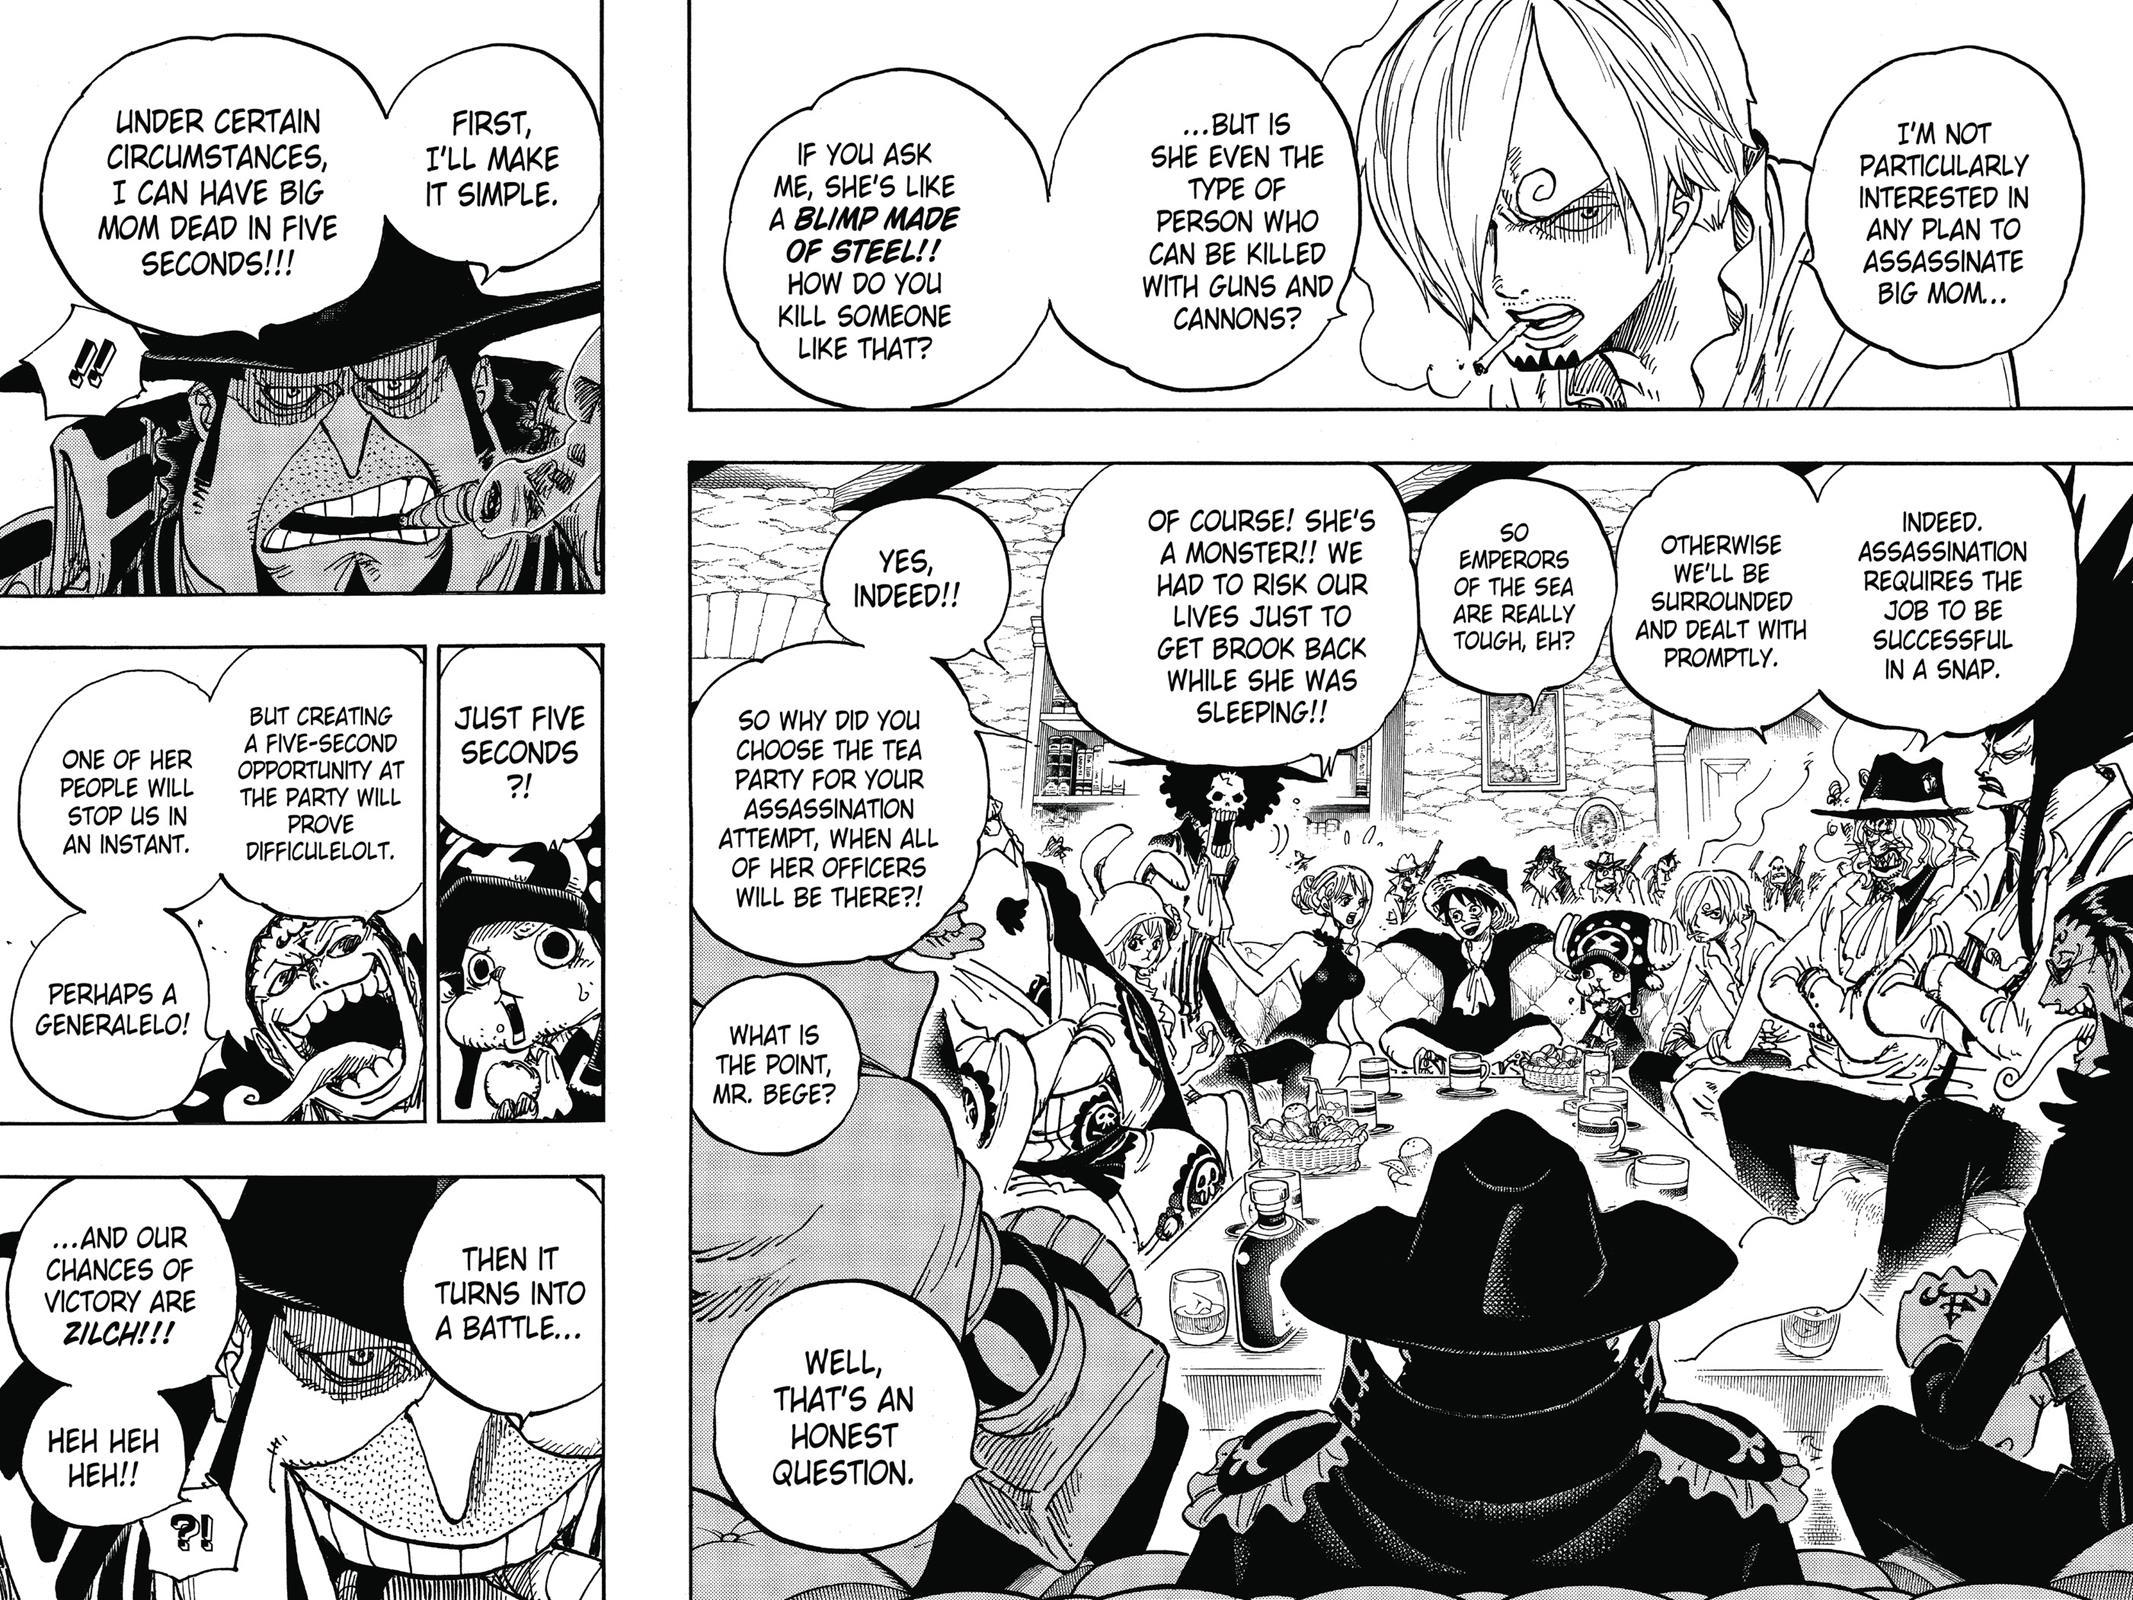 I'M NOT
PARTICULARLY
INTERESTED IN
ANY PLAN TO
ASSASSINATE
BIG MOM...
...BUT IS
SHE EVEN THE
TYPE OF
PERSON WHO
CAN BE KILLED
WITH GUNS AND
CANNONS?
IF YOU ASK
ME, SHE'S LIKE
A BLIMP MADE
OF STEEL!!
HOW DO YOU
KILL SOMEONE
LIKE THAT?
INDEED.
ASSASSINATION
REQUIRES THE
JOB TO BE
SUCCESSFUL
IN A SNAP.
OTHERWISE
WE'LL BE
SURROUNDED
AND DEALT WITH
PROMPTLY.
SO
EMPERORS
OF THE SEA
ARE REALLY
TOUGH, EH?
OF COURSE! SHE'S
A MONSTER!! WE
HAD TO RISK OUR
LIVES JUST TO
GET BROOK BACK
WHILE SHE WAS
SLEEPING!!
YES,
INDEED!!
SO WHY DID YOU
CHOOSE THE TEA
PARTY FOR YOUR
ASSASSINATION
ATTEMPT, WHEN ALL
OF HER OFFICERS
WILL BE THERE?!
WHAT IS
THE POINT,
MR. BEGE?
WELL,
THAT'S AN
HONEST
QUESTION.
FIRST,
I'LL MAKE
IT SIMPLE.
UNDER CERTAIN
CIRCUMSTANCES,
I CAN HAVE BIG
MOM DEAD IN FIVE
SECONDS!!!
!!
JUST FIVE
SECONDS
?!
BUT CREATING
A FIVE-SECOND
OPPORTUNITY AT
THE PARTY WILL
PROVE
DIFFICULELOLT.
ONE OF HER
PEOPLE WILL
STOP US IN
AN INSTANT.
PERHAPS A
GENERALELO!
THEN IT
TURNS INTO
A BATTLE...
...AND OUR
CHANCES OF
VICTORY ARE
ZILCH!!!
HEH HEH
HEH!!
?!